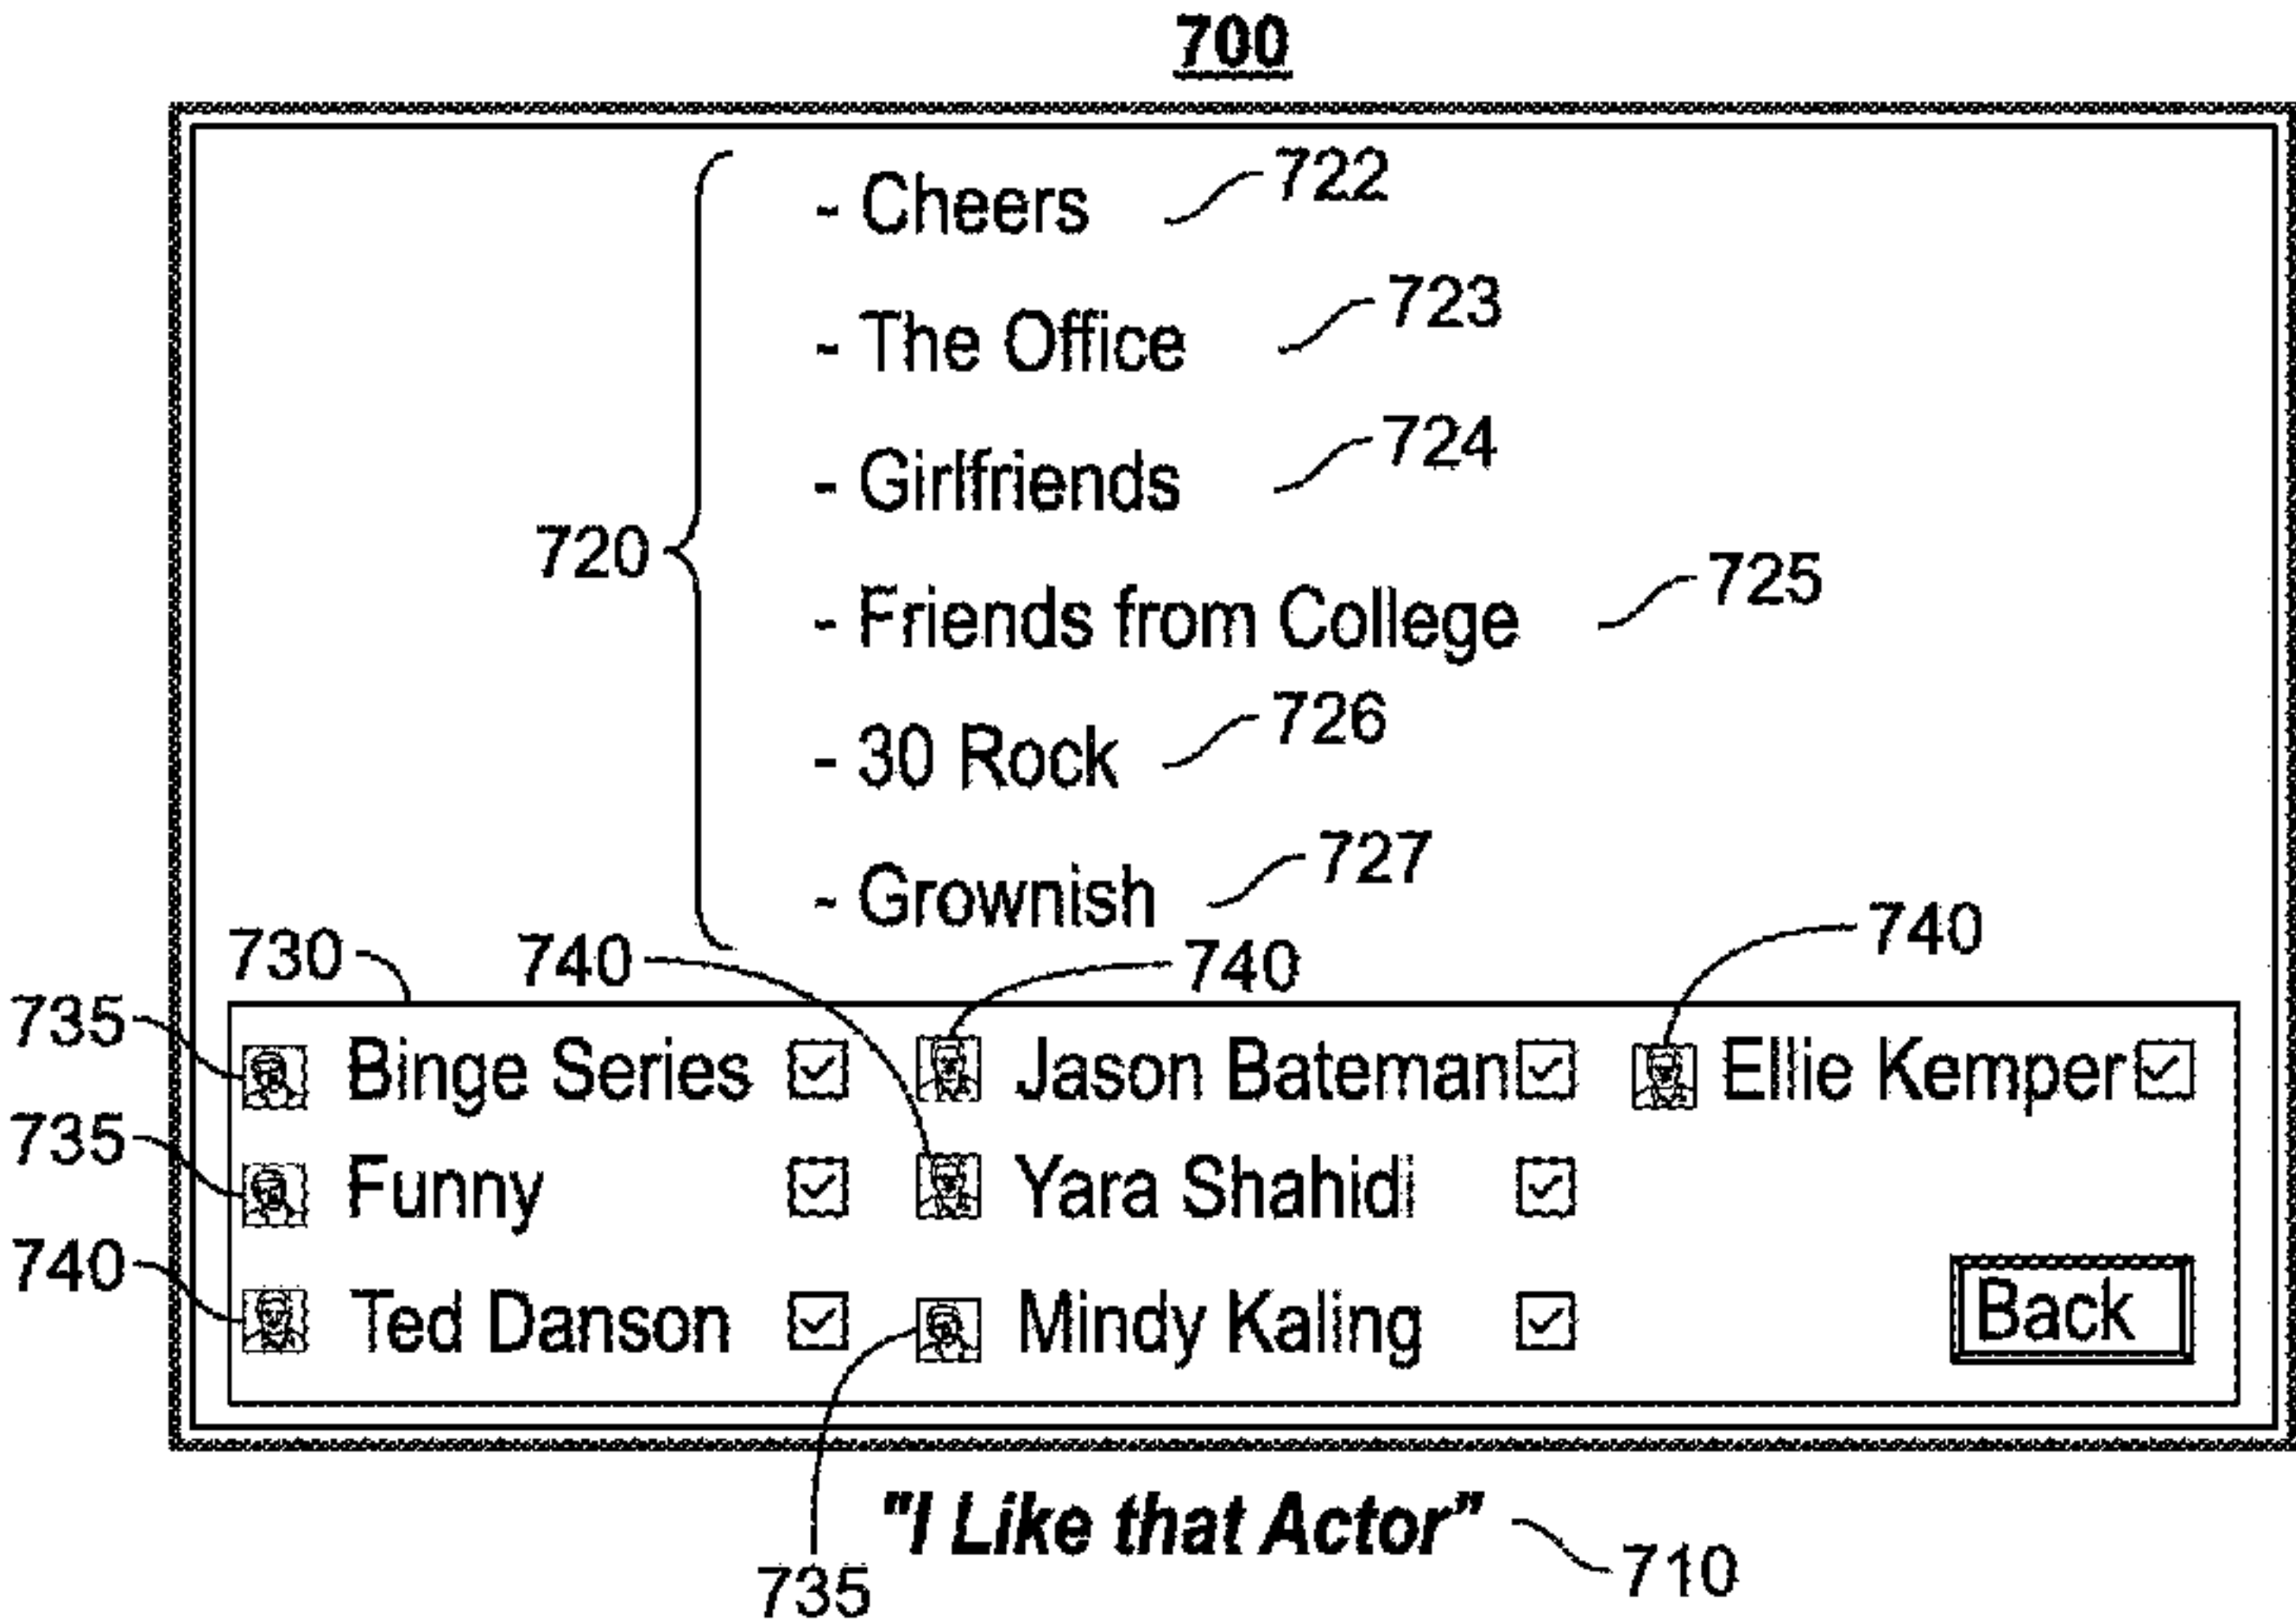 700
- Cheers 722
- The Office 723
- Girlfriends 724
720
- Friends from College 725
- 30 Rock 726
- Grownish 727
730 740 740 740
735 Binge Series Jason Bateman Ellie Kemper
735 Funny Yara Shahidi
740 Ted Danson Mindy Kaling Back
"I Like that Actor" 710
735